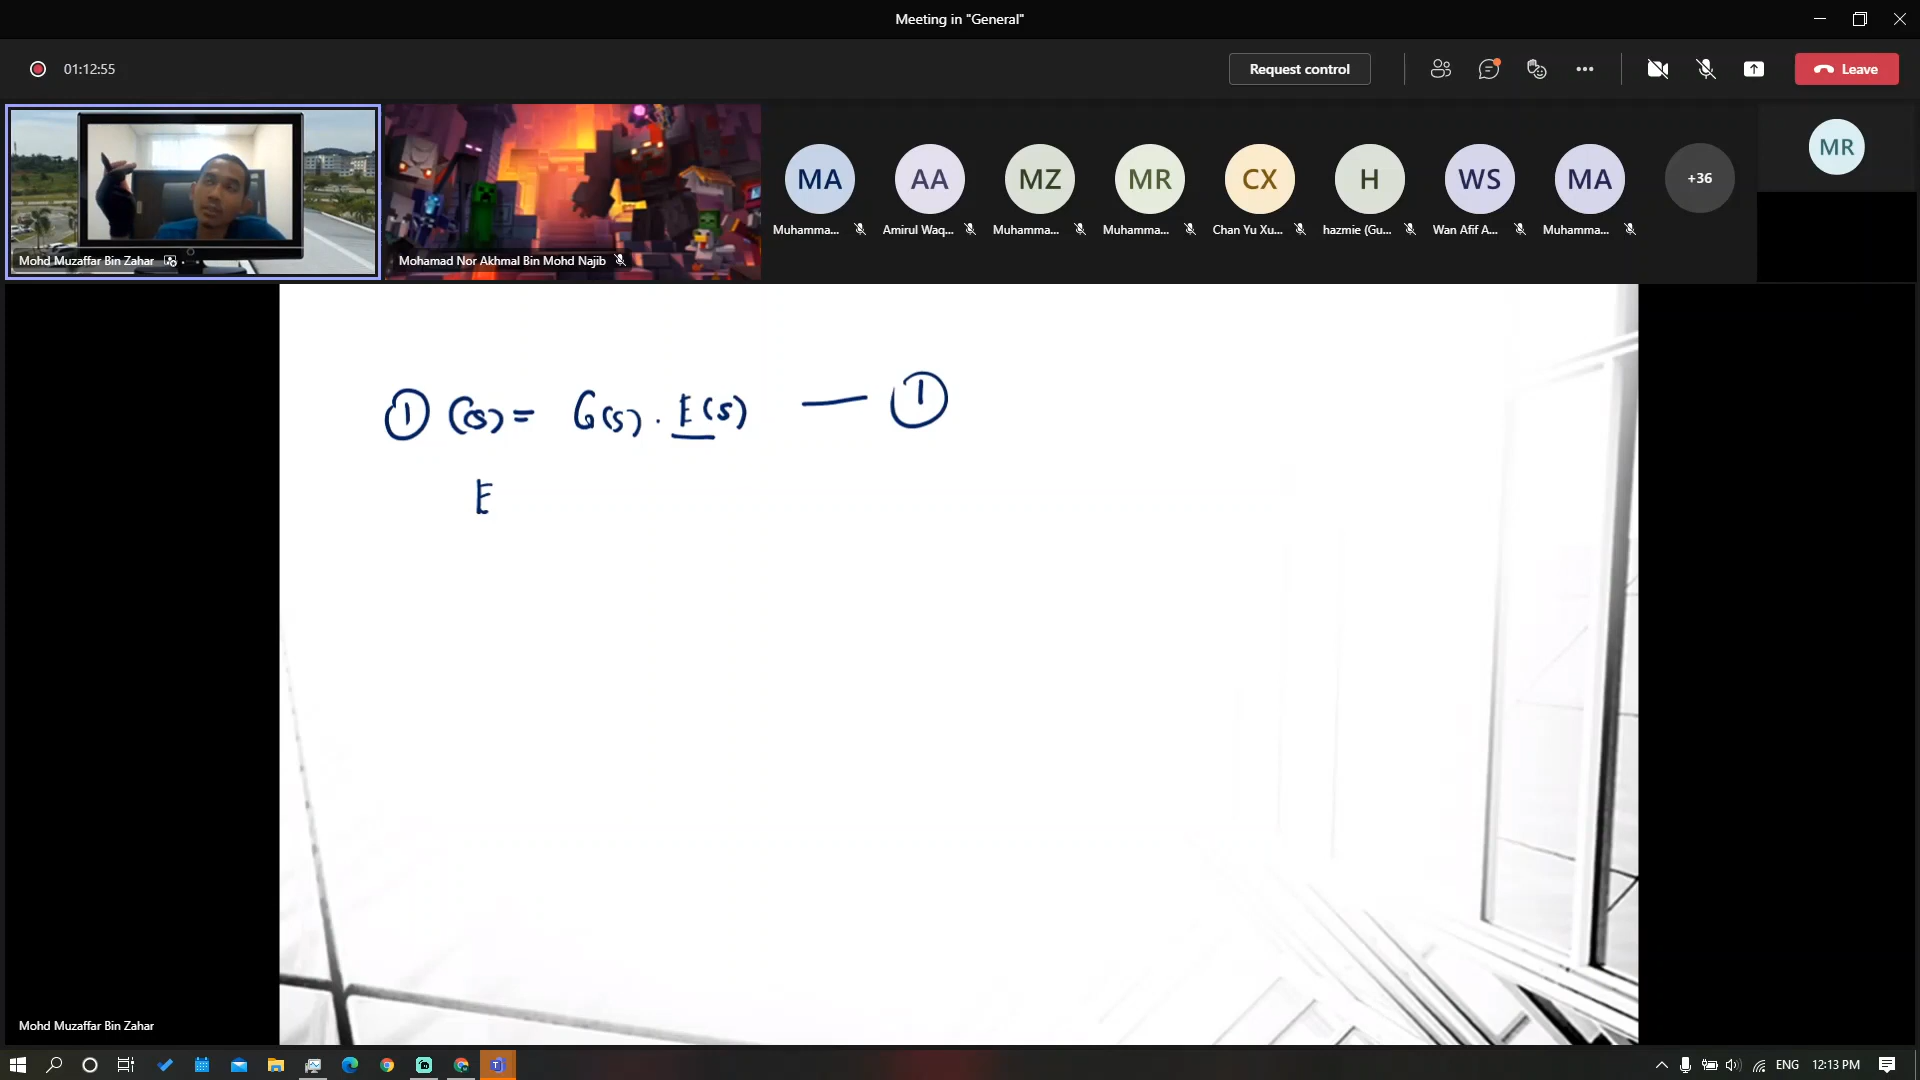 Meeting in "General"
01:12:55
Request control
Leave
Mohd Muzaffar Bin Zahar
Mohamad Nor Akhmal Bin Mohd Najib
MA
Muhamma...
AA
Amirul Waq...
MZ
Muhamma...
MR
Muhamma...
CX
Chan Yu Xu...
H
hazmie (Gu...
WS
Wan Afif A...
MA
Muhamma...
+36
MR
① C(s) = G(s) . E(s) — ①
E
Mohd Muzaffar Bin Zahar
ENG
12:13 PM